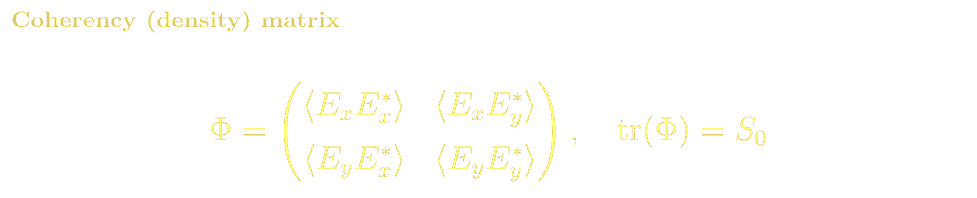 Coherency (density) matrix
Φ = ( ⟨E_x E_x^*⟩ ⟨E_x E_y^*⟩
⟨E_y E_x^*⟩ ⟨E_y E_y^*⟩ ) , tr(Φ) = S_0